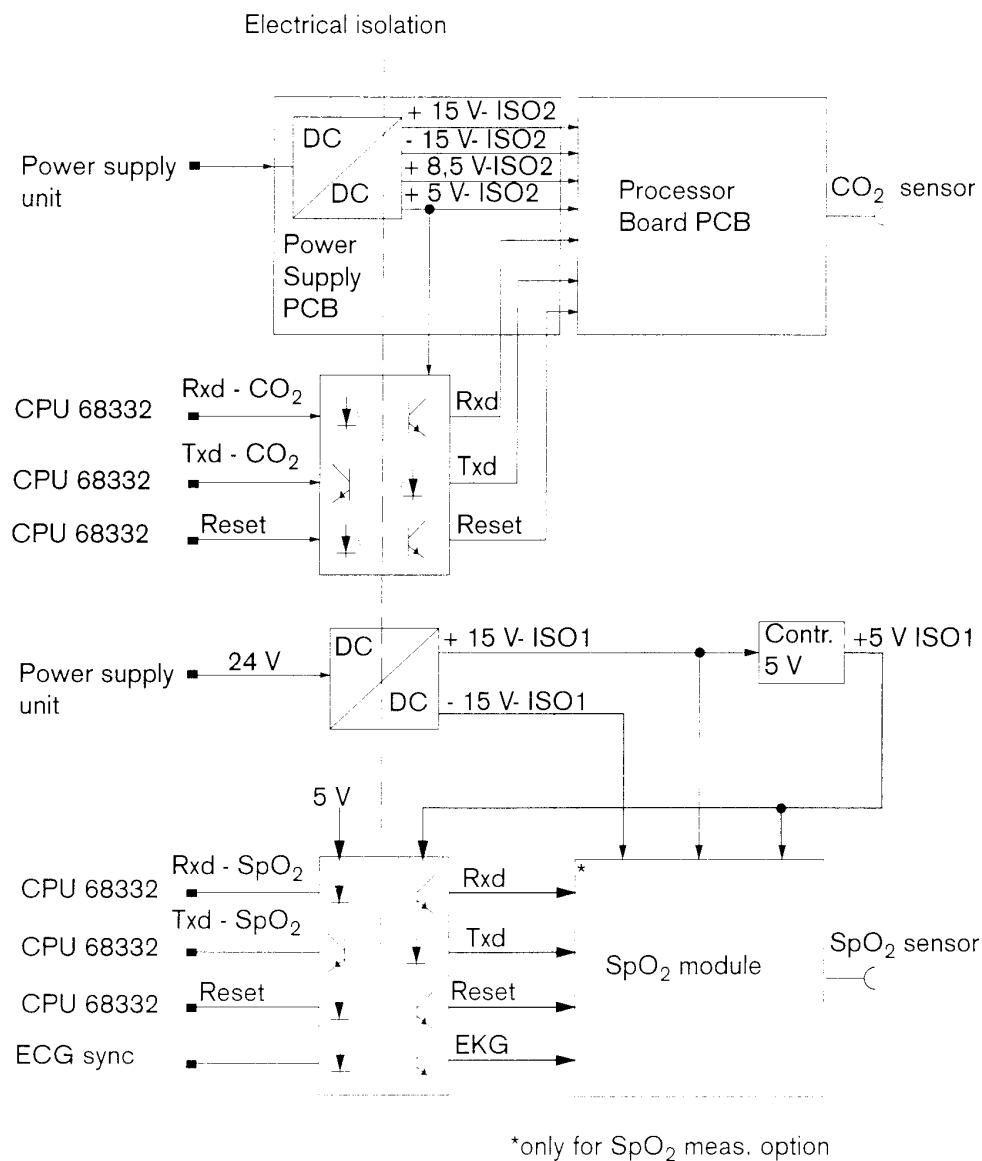 Electrical isolation
+ 15 V- ISO2
DC
- 15 V- ISO2
+ 8,5 V-ISO2
DC
+ 5 V- ISO2
Power supply
unit
Power
Supply
PCB
Processor
Board PCB
CO2 sensor
CPU 68332
Rxd - CO2
Rxd
CPU 68332
Txd - CO2
Txd
CPU 68332
Reset
Reset
Power supply
unit
24 V
DC
DC
+ 15 V- ISO1
- 15 V- ISO1
Contr.
5 V
+5 V ISO1
5 V
CPU 68332
Rxd - SpO2
Rxd
*
CPU 68332
Txd - SpO2
Txd
CPU 68332
Reset
Reset
ECG sync
EKG
SpO2 module
SpO2 sensor
*only for SpO2 meas. option